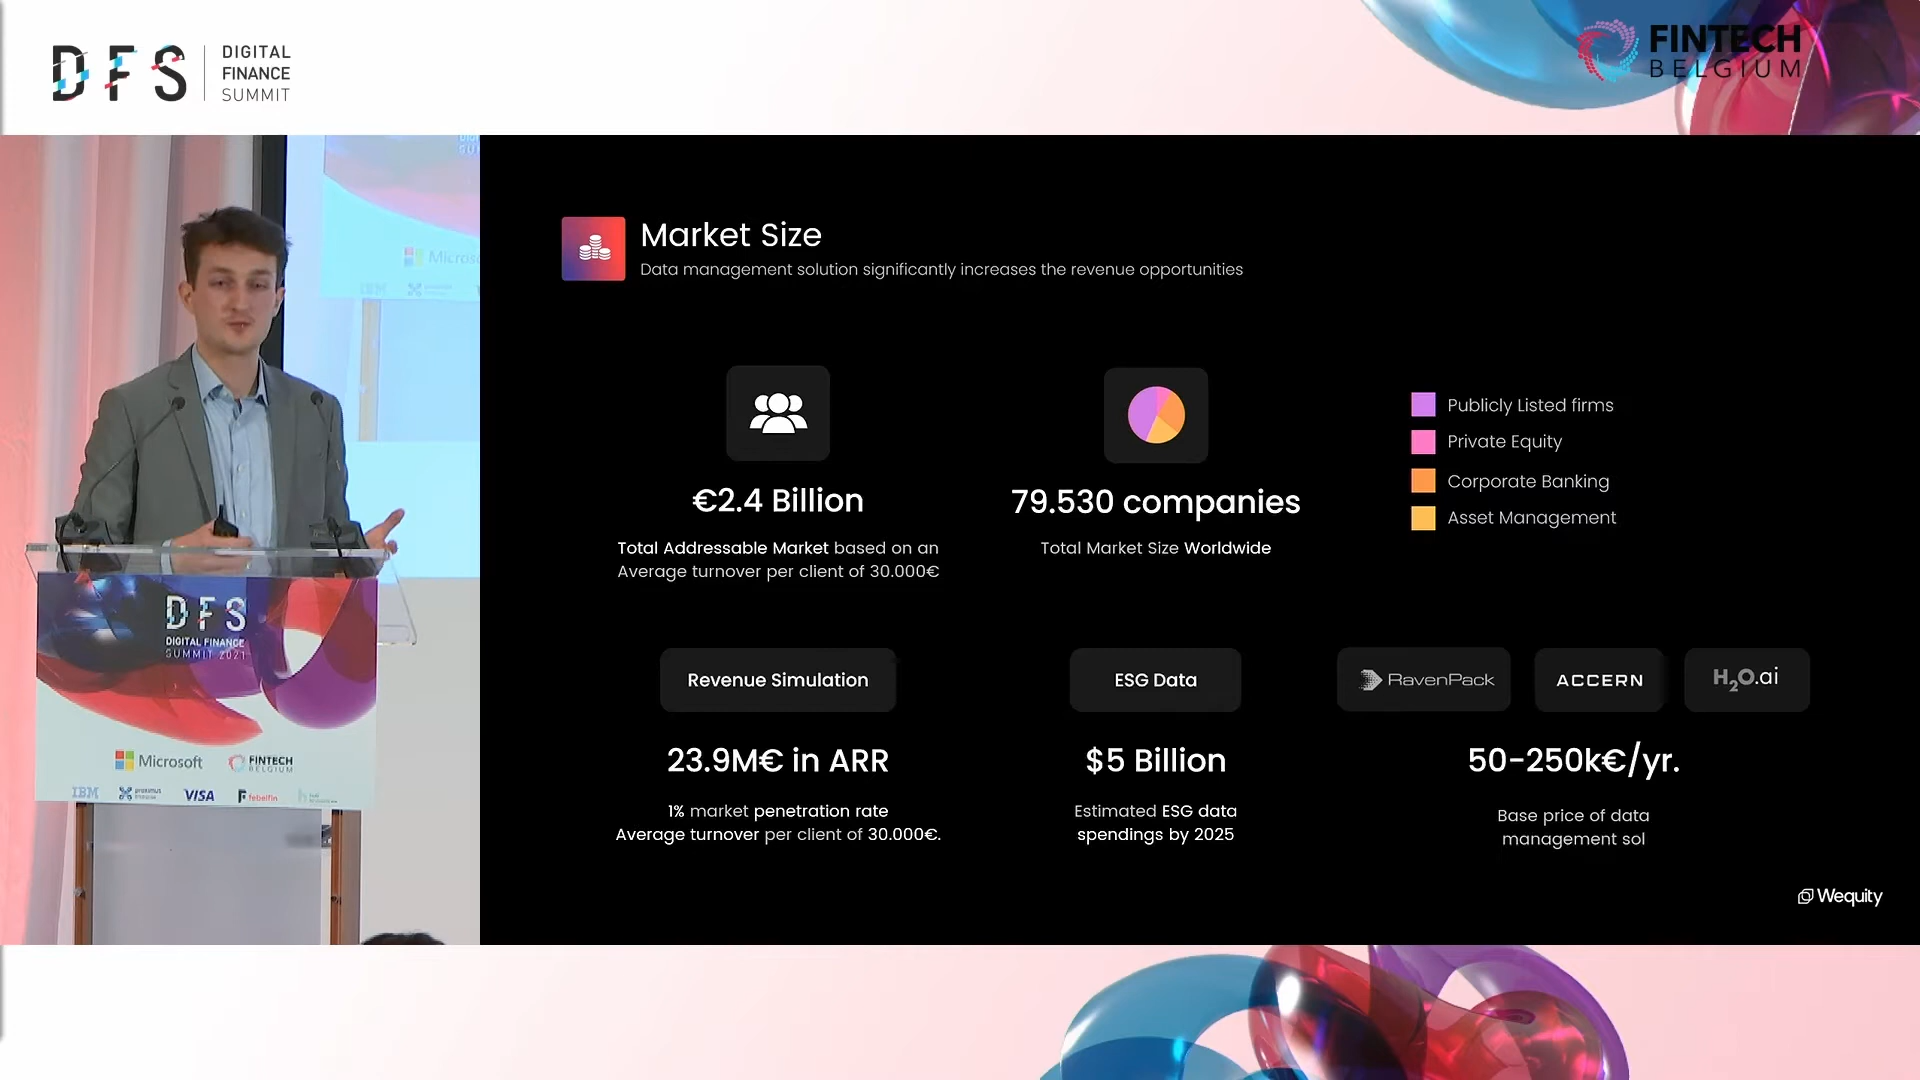 DFS
DIGITAL
FINANCE
SUMMIT
FINTECH
BELGIUM
Market Size
Data management solution significantly increases the revenue opportunities
€2.4 Billion
Total Addressable Market based on an
Average turnover per client of 30.000€
79.530 companies
Total Market Size Worldwide
Publicly Listed firms
Private Equity
Corporate Banking
Asset Management
Revenue Simulation
23.9M€ in ARR
1% market penetration rate
Average turnover per client of 30.000€.
ESG Data
$5 Billion
Estimated ESG data
spendings by 2025
RavenPack
ACCERN
H2O.ai
50-250k€/yr.
Base price of data
management sol
Wequity
Micros
DFS
DIGITAL FINANCE
SUMMIT 2021
Microsoft
FINTECH
BELGIUM
IBM
proximus
VISA
febelfin